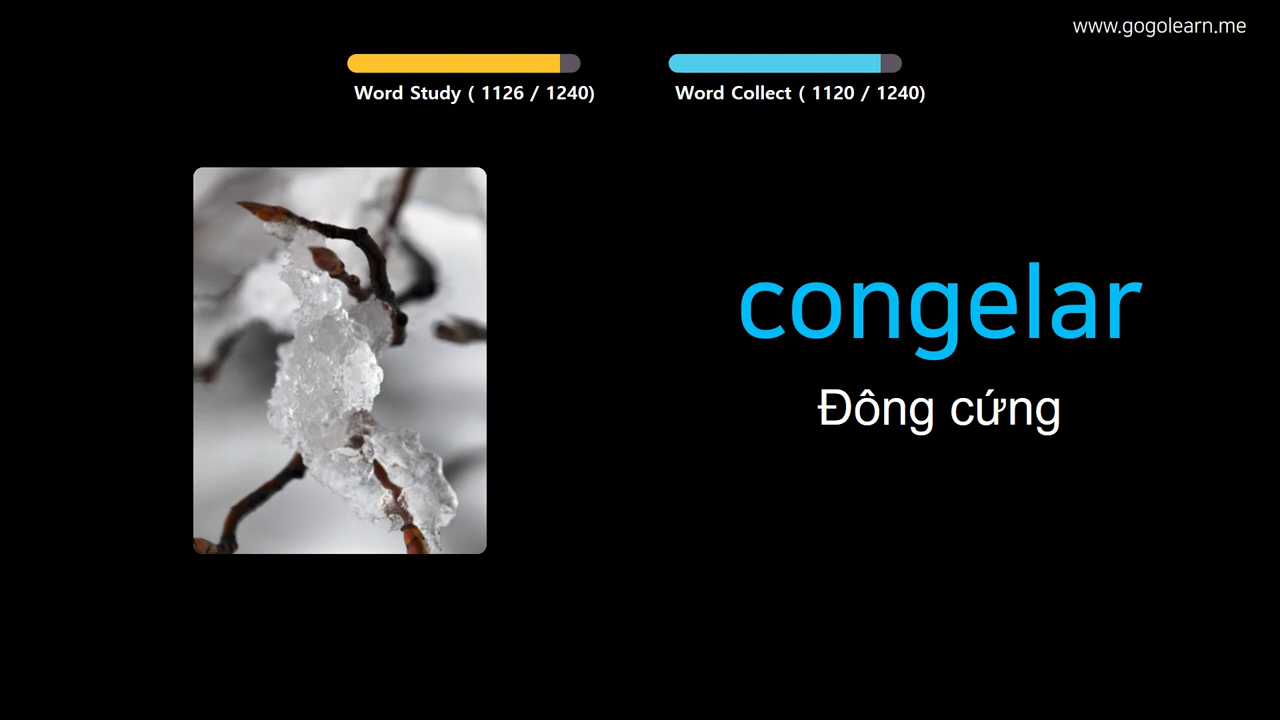 www.gogolearn.me
Word Study ( 1126 / 1240)
Word Collect ( 1120 / 1240)
congelar
Đông cứng